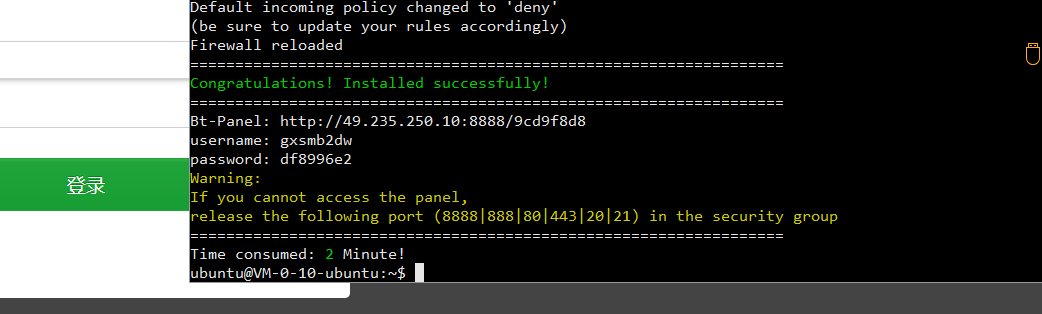 Default incoming policy changed to 'deny'
(be sure to update your rules accordingly)
Firewall reloaded
==================================================================
Congratulations! Installed successfully!
==================================================================
Bt-Panel: http://49.235.250.10:8888/9cd9f8d8
username: gxsmb2dw
password: df8996e2
Warning:
If you cannot access the panel,
release the following port (8888|888|80|443|20|21) in the security group
==================================================================
Time consumed: 2 Minute!
ubuntu@VM-0-10-ubuntu:~$
登录